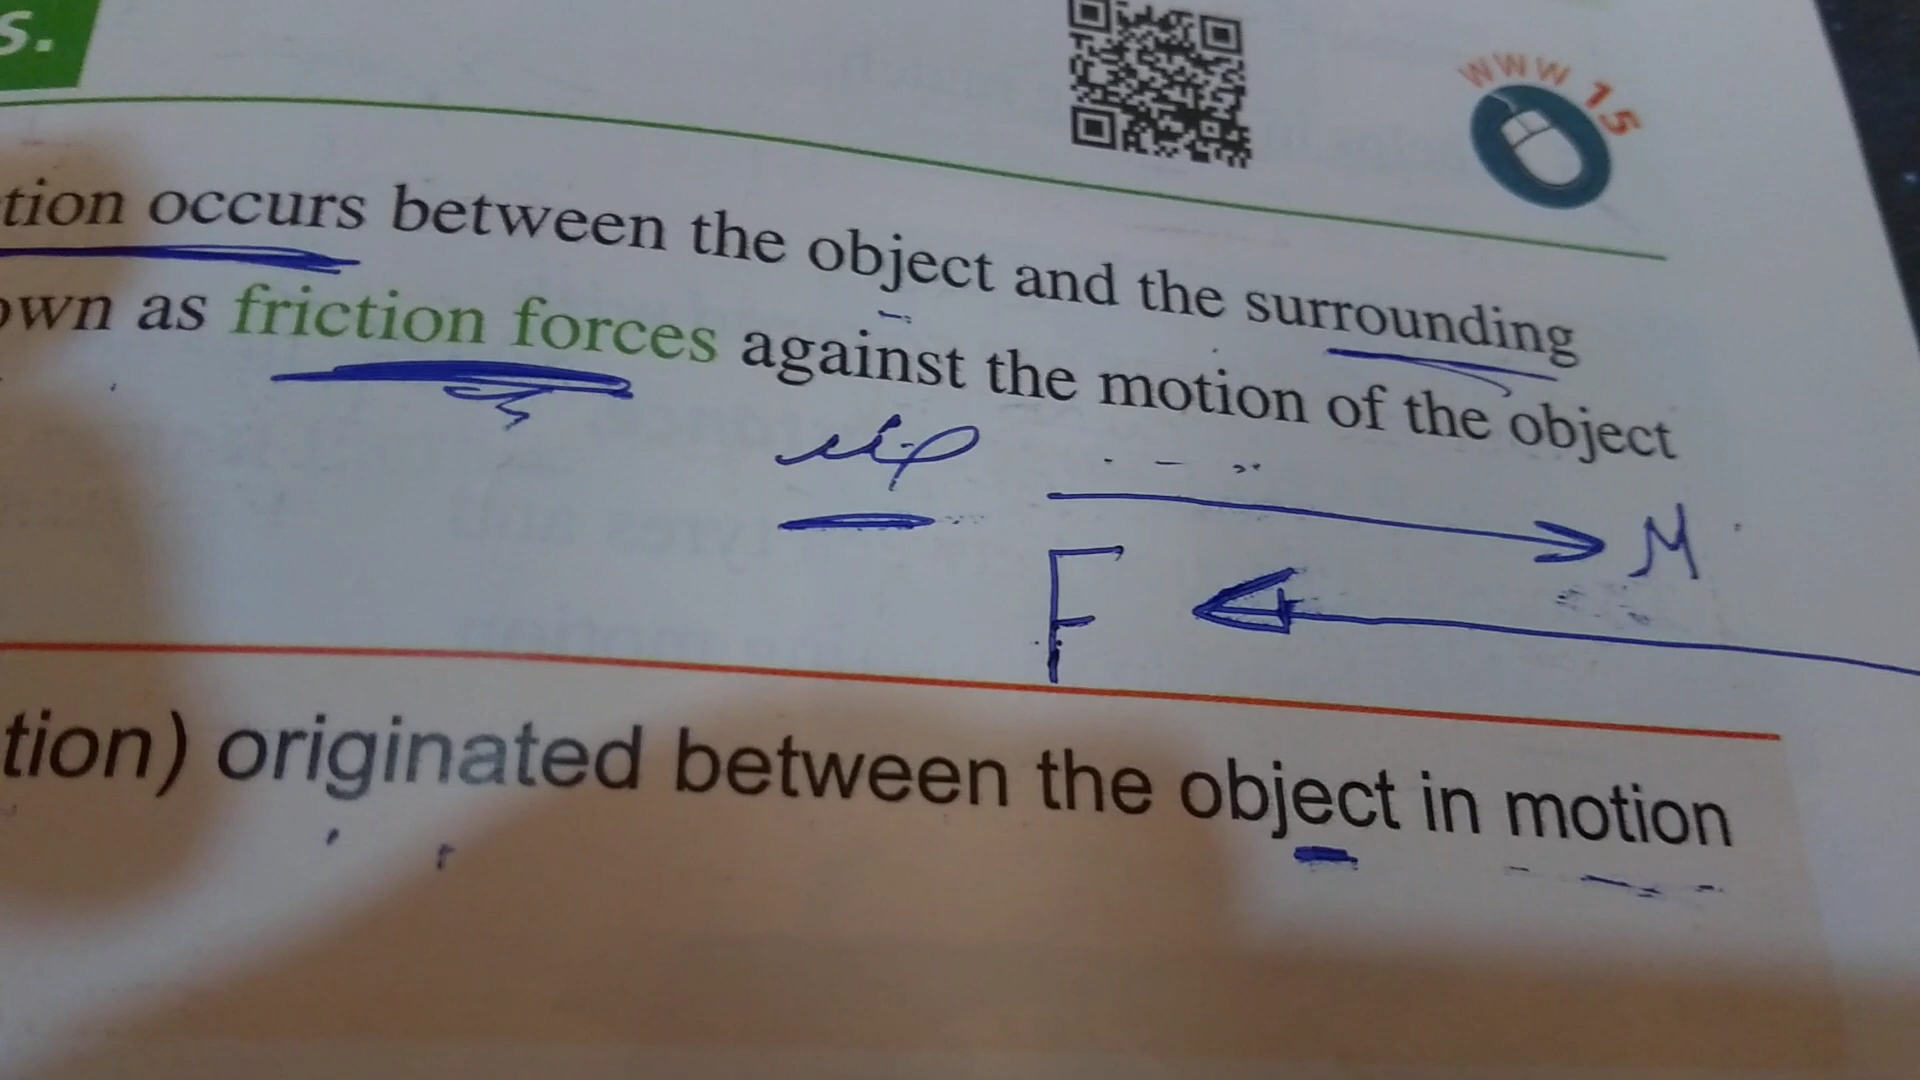 s.
WWW 15
tion occurs between the object and the surrounding
own as friction forces against the motion of the object
M
F
tion) originated between the object in motion